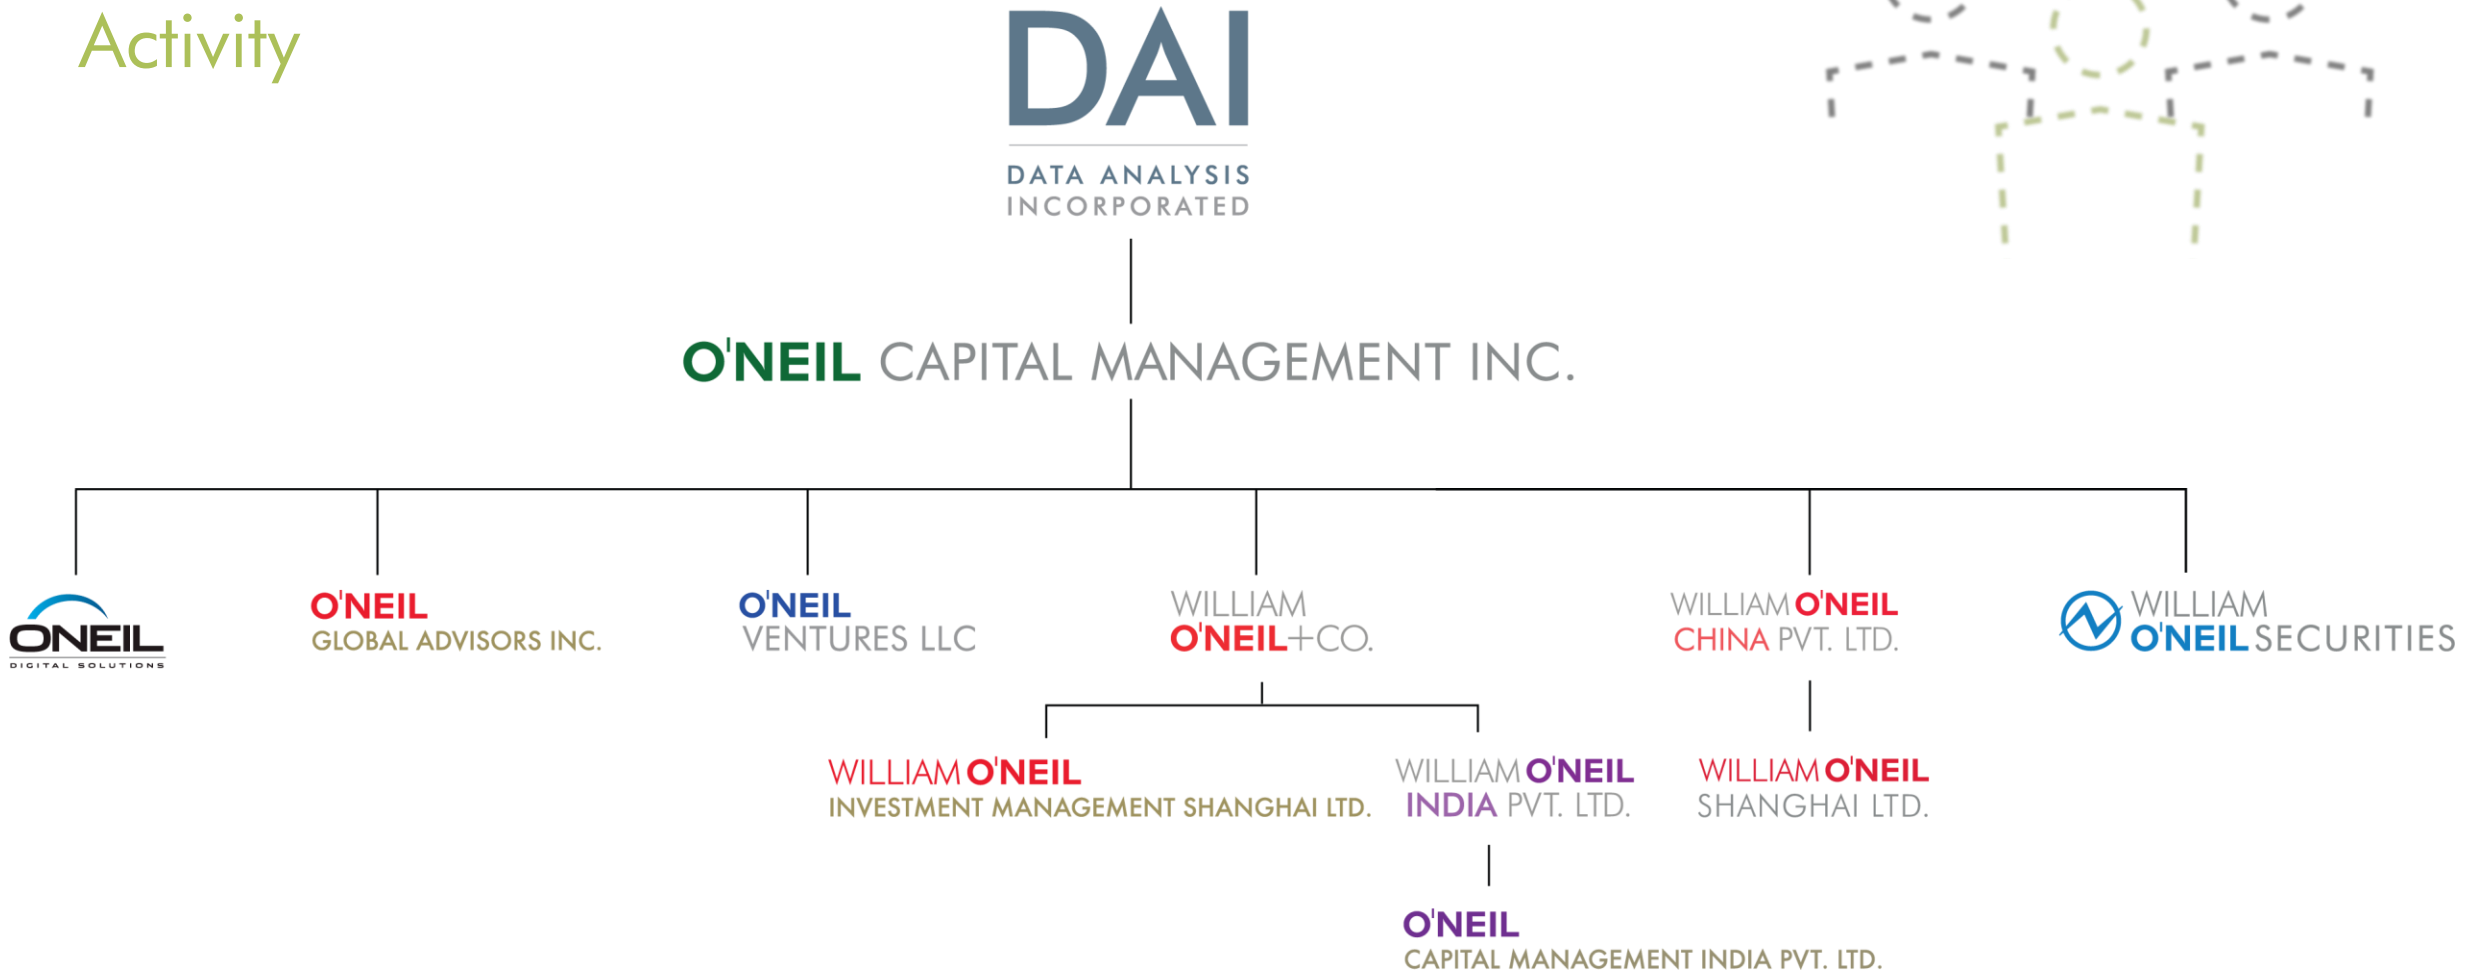 Activity
DAI
DATA ANALYSIS
INCORPORATED
O'NEIL CAPITAL MANAGEMENT INC.
ONEIL
DIGITAL SOLUTIONS
O'NEIL
GLOBAL ADVISORS INC.
O'NEIL
VENTURES LLC
WILLIAM
O'NEIL+CO.
WILLIAM O'NEIL
CHINA PVT. LTD.
WILLIAM
O'NEIL SECURITIES
WILLIAM O'NEIL
INVESTMENT MANAGEMENT SHANGHAI LTD.
WILLIAM O'NEIL
INDIA PVT. LTD.
WILLIAM O'NEIL
SHANGHAI LTD.
O'NEIL
CAPITAL MANAGEMENT INDIA PVT. LTD.